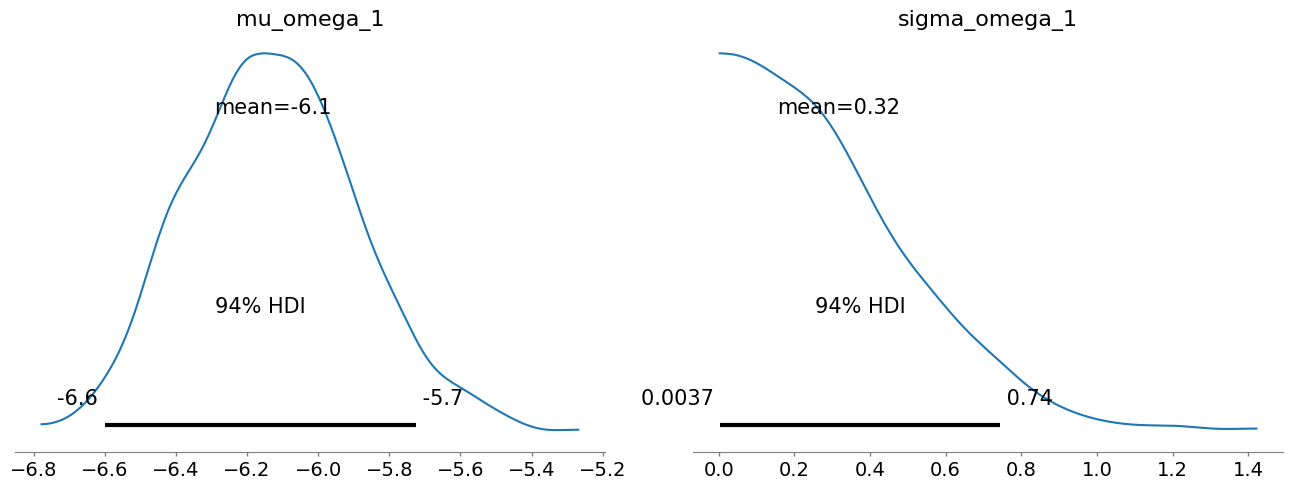 mu_omega_1
mean=-6.1
94% HDI
-6.6
-5.7
−6.8 −6.6 −6.4 −6.2 −6.0 −5.8 −5.6 −5.4 −5.2
sigma_omega_1
mean=0.32
94% HDI
0.0037
0.74
0.0 0.2 0.4 0.6 0.8 1.0 1.2 1.4